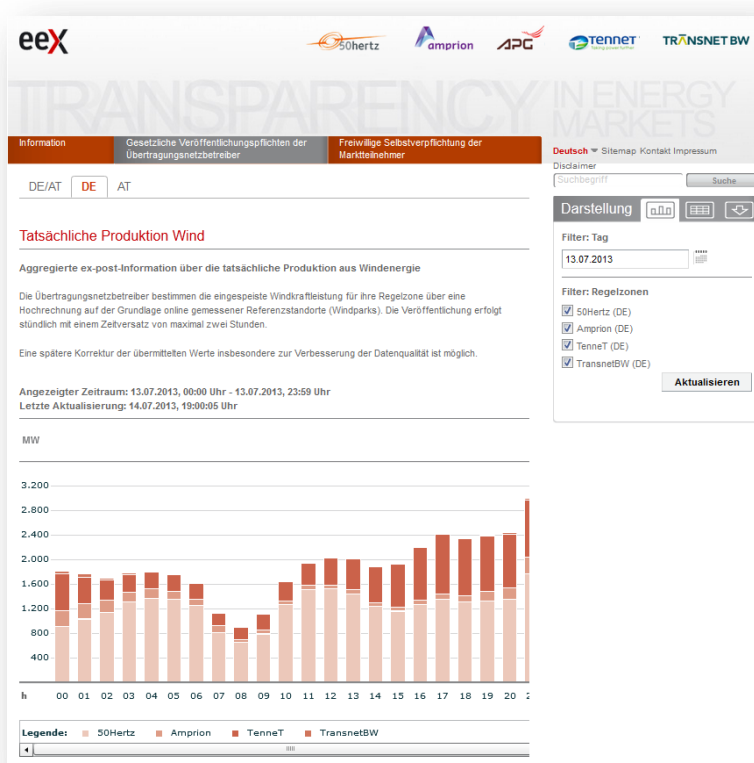 eex
50hertz
amprion
APG
TenneT
Taking power further
TRANSNET BW
TRANSPARENCY IN ENERGY MARKETS
Information
Gesetzliche Veröffentlichungspflichten der
Übertragungsnetzbetreiber
Freiwillige Selbstverpflichtung der
Marktteilnehmer
Deutsch Sitemap Kontakt Impressum
Disclaimer
Suchbegriff Suche
DE/AT DE AT
Darstellung
Filter: Tag
13.07.2013
Filter: Regelzonen
50Hertz (DE)
Amprion (DE)
TenneT (DE)
TransnetBW (DE)
Aktualisieren
Tatsächliche Produktion Wind
Aggregierte ex-post-Information über die tatsächliche Produktion aus Windenergie
Die Übertragungsnetzbetreiber bestimmen die eingespeiste Windkraftleistung für ihre Regelzone über eine
Hochrechnung auf der Grundlage online gemessener Referenzstandorte (Windparks). Die Veröffentlichung erfolgt
stündlich mit einem Zeitversatz von maximal zwei Stunden.
Eine spätere Korrektur der übermittelten Werte insbesondere zur Verbesserung der Datenqualität ist möglich.
Angezeigter Zeitraum: 13.07.2013, 00:00 Uhr - 13.07.2013, 23:59 Uhr
Letzte Aktualisierung: 14.07.2013, 19:00:05 Uhr
MW
3.200
2.800
2.400
2.000
1.600
1.200
800
400
h 00 01 02 03 04 05 06 07 08 09 10 11 12 13 14 15 16 17 18 19 20
Legende: 50Hertz Amprion TenneT TransnetBW